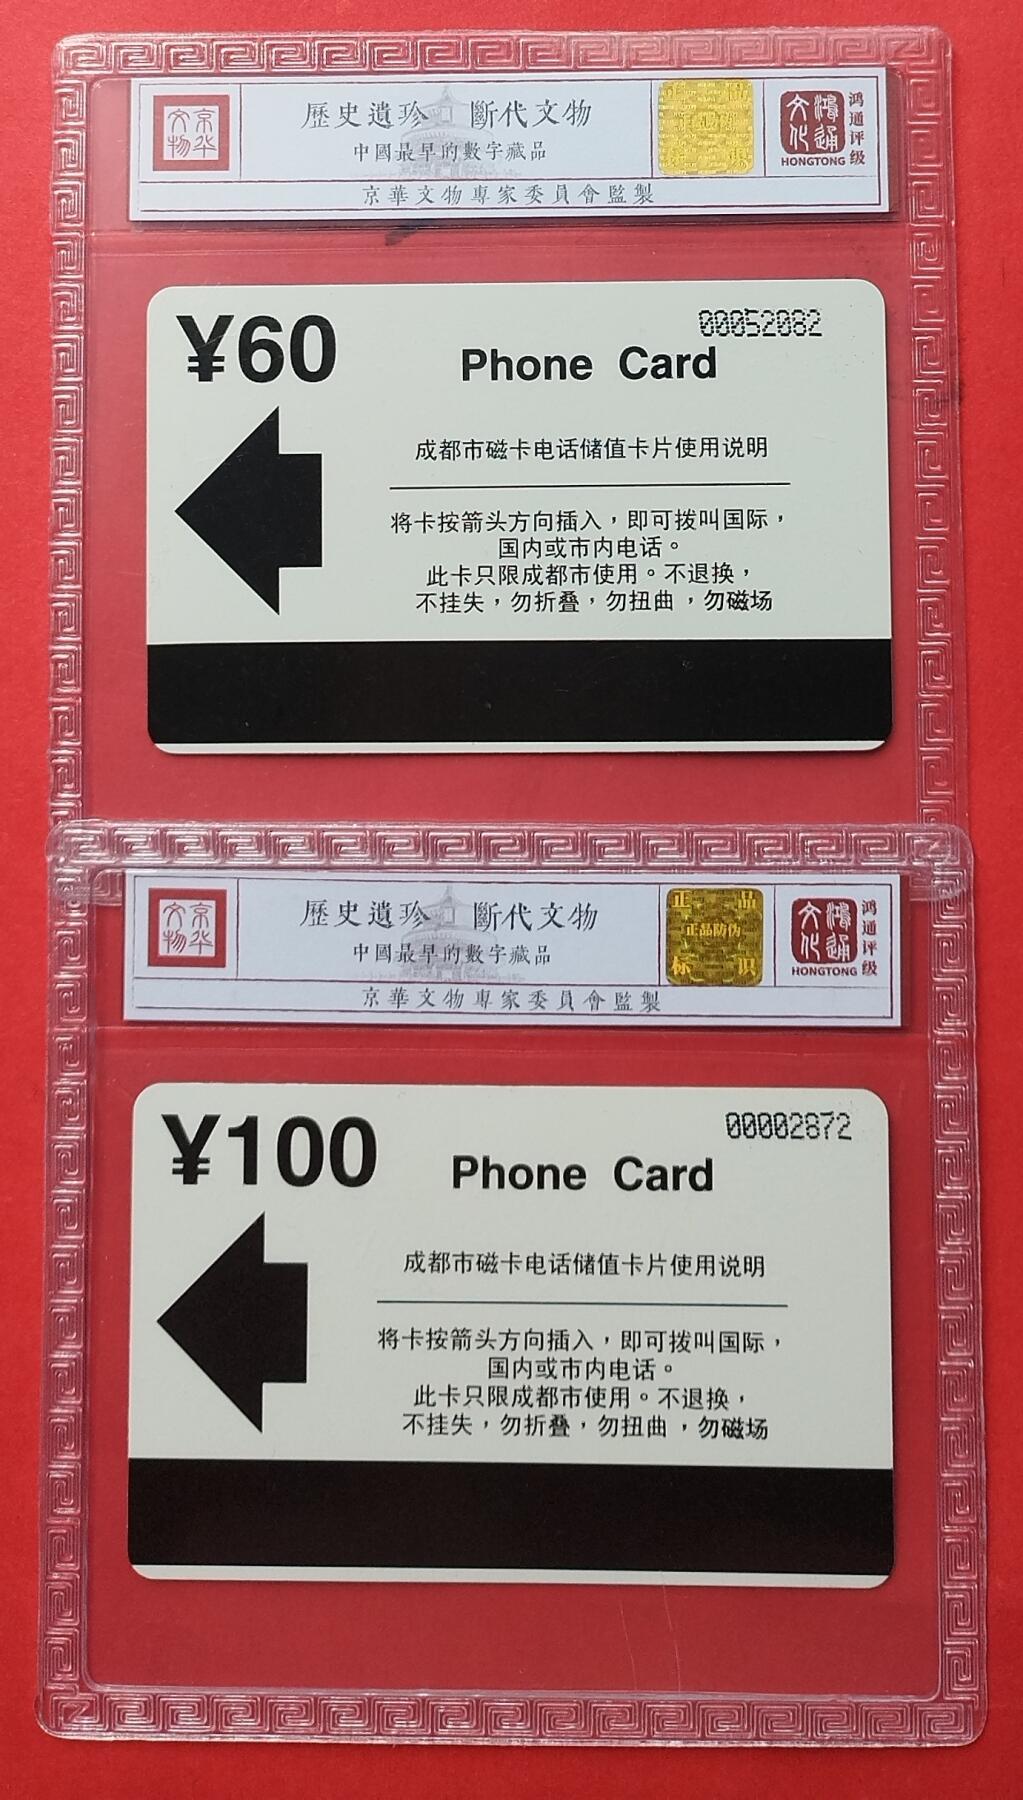 京华
文物
歷史遺珍 斷代文物
中國最早的數字藏品
京華文物專家委員會監製
鴻通
文化
HONGTONG
鸿通评级
¥60
00052082
Phone Card
成都市磁卡电话储值卡片使用说明
将卡按箭头方向插入，即可拨叫国际，
国内或市内电话。
此卡只限成都市使用。不退换，
不挂失，勿折叠，勿扭曲，勿磁场
京华
文物
歷史遺珍 斷代文物
中國最早的數字藏品
京華文物專家委員會監製
正品
正品防伪
标识
鴻通
文化
HONGTONG
鸿通评级
¥100
00002872
Phone Card
成都市磁卡电话储值卡片使用说明
将卡按箭头方向插入，即可拨叫国际，
国内或市内电话。
此卡只限成都市使用。不退换，
不挂失，勿折叠，勿扭曲，勿磁场